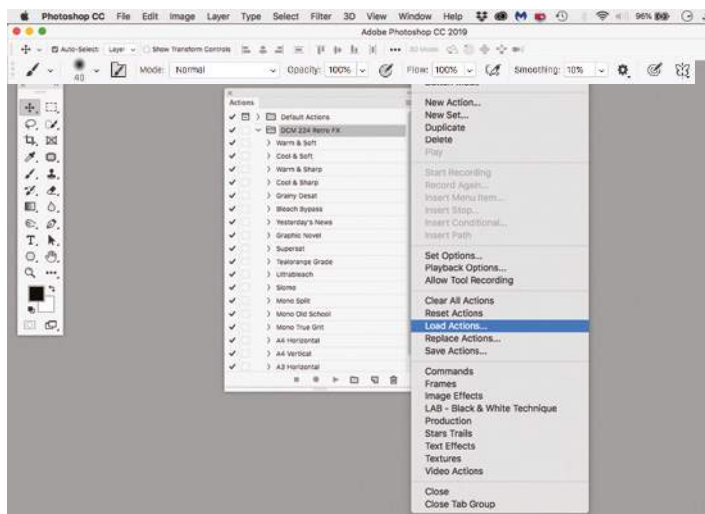 Photoshop CC File Edit Image Layer Type Select Filter 3D View Window Help 96%
Adobe Photoshop CC 2019
Auto-Select: Layer Show Transform Controls 3D Mode:
40 Mode: Normal Opacity: 100% Flow: 100% Smoothing: 10%
Actions
Default Actions
DCM 224 Retro FX
Warm & Soft
Cool & Soft
Warm & Sharp
Cool & Sharp
Grainy Desat
Bleach Bypass
Yesterday's News
Graphic Novel
Supersat
Tealorange Grade
Ultrableach
Slomo
Mono Split
Mono Old School
Mono True Grit
A4 Horizontal
A4 Vertical
A3 Horizontal
Button Mode
New Action...
New Set...
Duplicate
Delete
Play
Start Recording
Record Again...
Insert Menu Item...
Insert Stop...
Insert Conditional...
Insert Path
Set Options...
Playback Options...
Allow Tool Recording
Clear All Actions
Reset Actions
Load Actions...
Replace Actions...
Save Actions...
Commands
Frames
Image Effects
LAB - Black & White Technique
Production
Stars Trails
Text Effects
Textures
Video Actions
Close
Close Tab Group